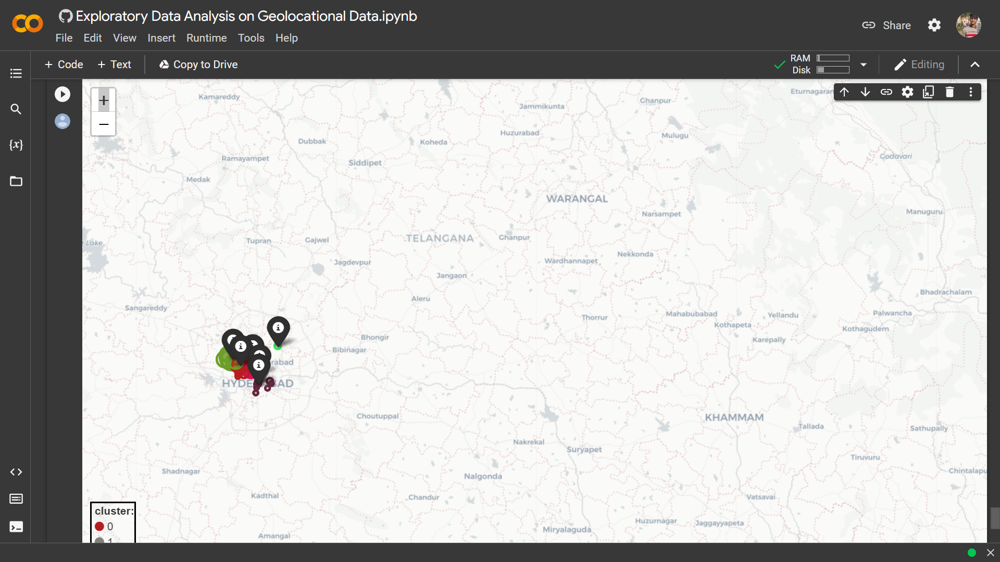 Exploratory Data Analysis on Geolocational Data.ipynb
File Edit View Insert Runtime Tools Help
Share
+ Code + Text Copy to Drive
RAM
Disk
Editing
{x}
+
−
Kamareddy
Eturnagaram
Ghanpur
Jammikunta
Huzurabad
Mulugu
Dubbak
Koheda
Ramayampet
Siddipet
Godavari
Medak
WARANGAL
Narsampet
Manuguru
TELANGANA
Ghanpur
Lake
Tupran
Gajwel
Nekkonda
Wardhannapet
Jagdevpur
Jangaon
Bhadrachalam
Aleru
Sangareddy
Palwancha
Mahabubabad
Yellandu
Thorrur
Kothapeta
Kothagudem
Bhongir
Karepally
Bibinagar
rabad
HYDE BAD
Choutuppal
KHAMMAM
Tallada
Sathupally
Nakrekal
Suryapet
Tiruvuru
Shadnagar
Chintalapu
Nalgonda
Kadthal
Chandur
Vatsavai
Huzurnagar
Jaggayyapeta
Miryalaguda
Amangal
cluster:
0
1